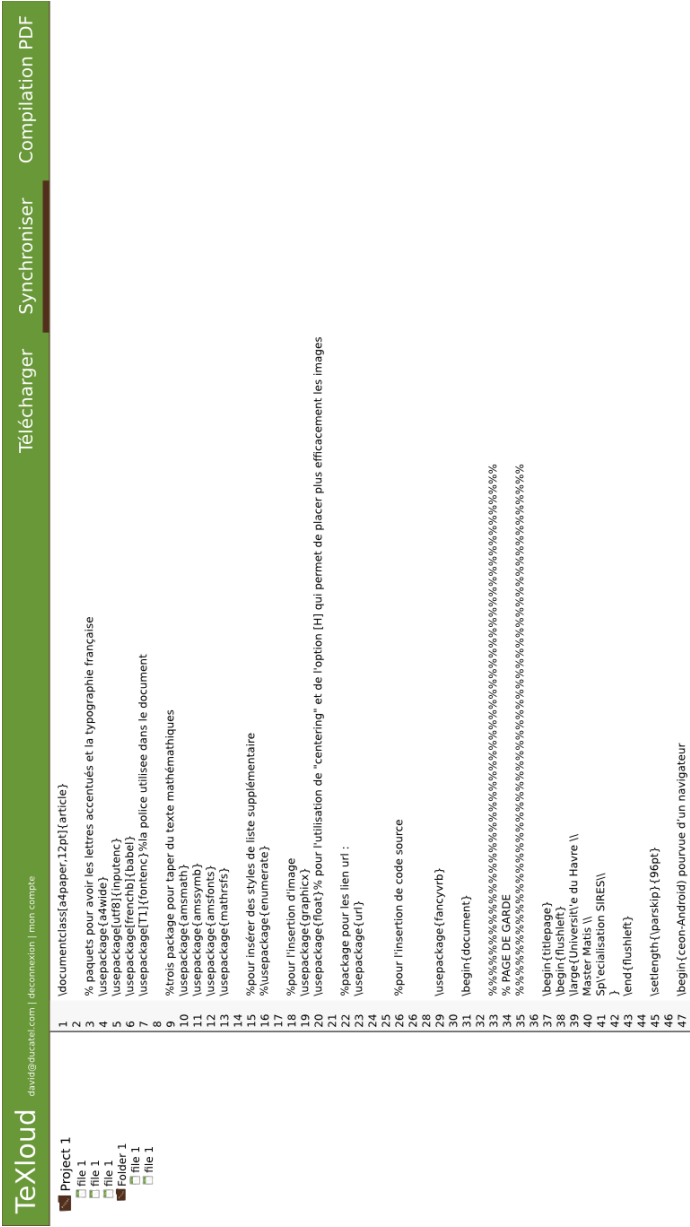 TeXloud david@ducatel.com | deconnexion | mon compte Télécharger Synchroniser Compilation PDF
Project 1
file 1
file 1
file 1
Folder 1
file 1
file 1
1 \documentclass[a4paper,12pt]{article}
2
3 % paquets pour avoir les lettres accentués et la typographie française
4 \usepackage{a4wide}
5 \usepackage[utf8]{inputenc}
6 \usepackage[frenchb]{babel}
7 \usepackage[T1]{fontenc} %la police utilisee dans le document
8
9 %trois package pour taper du texte mathémathiques
10 \usepackage{amsmath}
11 \usepackage{amssymb}
12 \usepackage{amsfonts}
13 \usepackage{mathrsfs}
14
15 %pour insérer des styles de liste supplémentaire
16 %\usepackage{enumerate}
17
18 %pour l'insertion d'image
19 \usepackage{graphicx}
20 \usepackage{float}% pour l'utilisation de "centering" et de l'option [H] qui permet de placer plus efficacement les images
21
22 %package pour les lien url :
23 \usepackage{url}
24
25
26 %pour l'insertion de code source
26
28
29 \usepackage{fancyvrb}
30
31 \begin{document}
32
33 %%%%%%%%%%%%%%%%%%%%%%%%%%%%%%%%%%%%%%%%%%%%%
34 % PAGE DE GARDE
35 %%%%%%%%%%%%%%%%%%%%%%%%%%%%%%%%%%%%%%%%%%%%%
36
37 \begin{titlepage}
38 \begin{flushleft}
39 \large{Universit\'e du Havre \\
40 Master Matis \\
41 Sp\'ecialisation SIRES\\
42 }
43 \end{flushleft}
44
45 \setlength{\parskip}{96pt}
46
47 \begin{ceon-Android) pourvue d'un navigateur